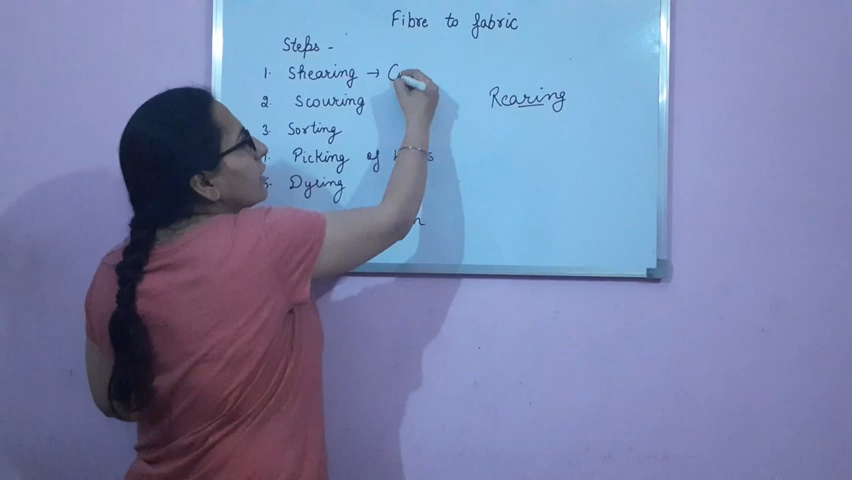 Fibre to fabric
Steps -
1. Shearing → C
2. Scouring
Rearing
3. Sorting
Picking of
5. Dyeing